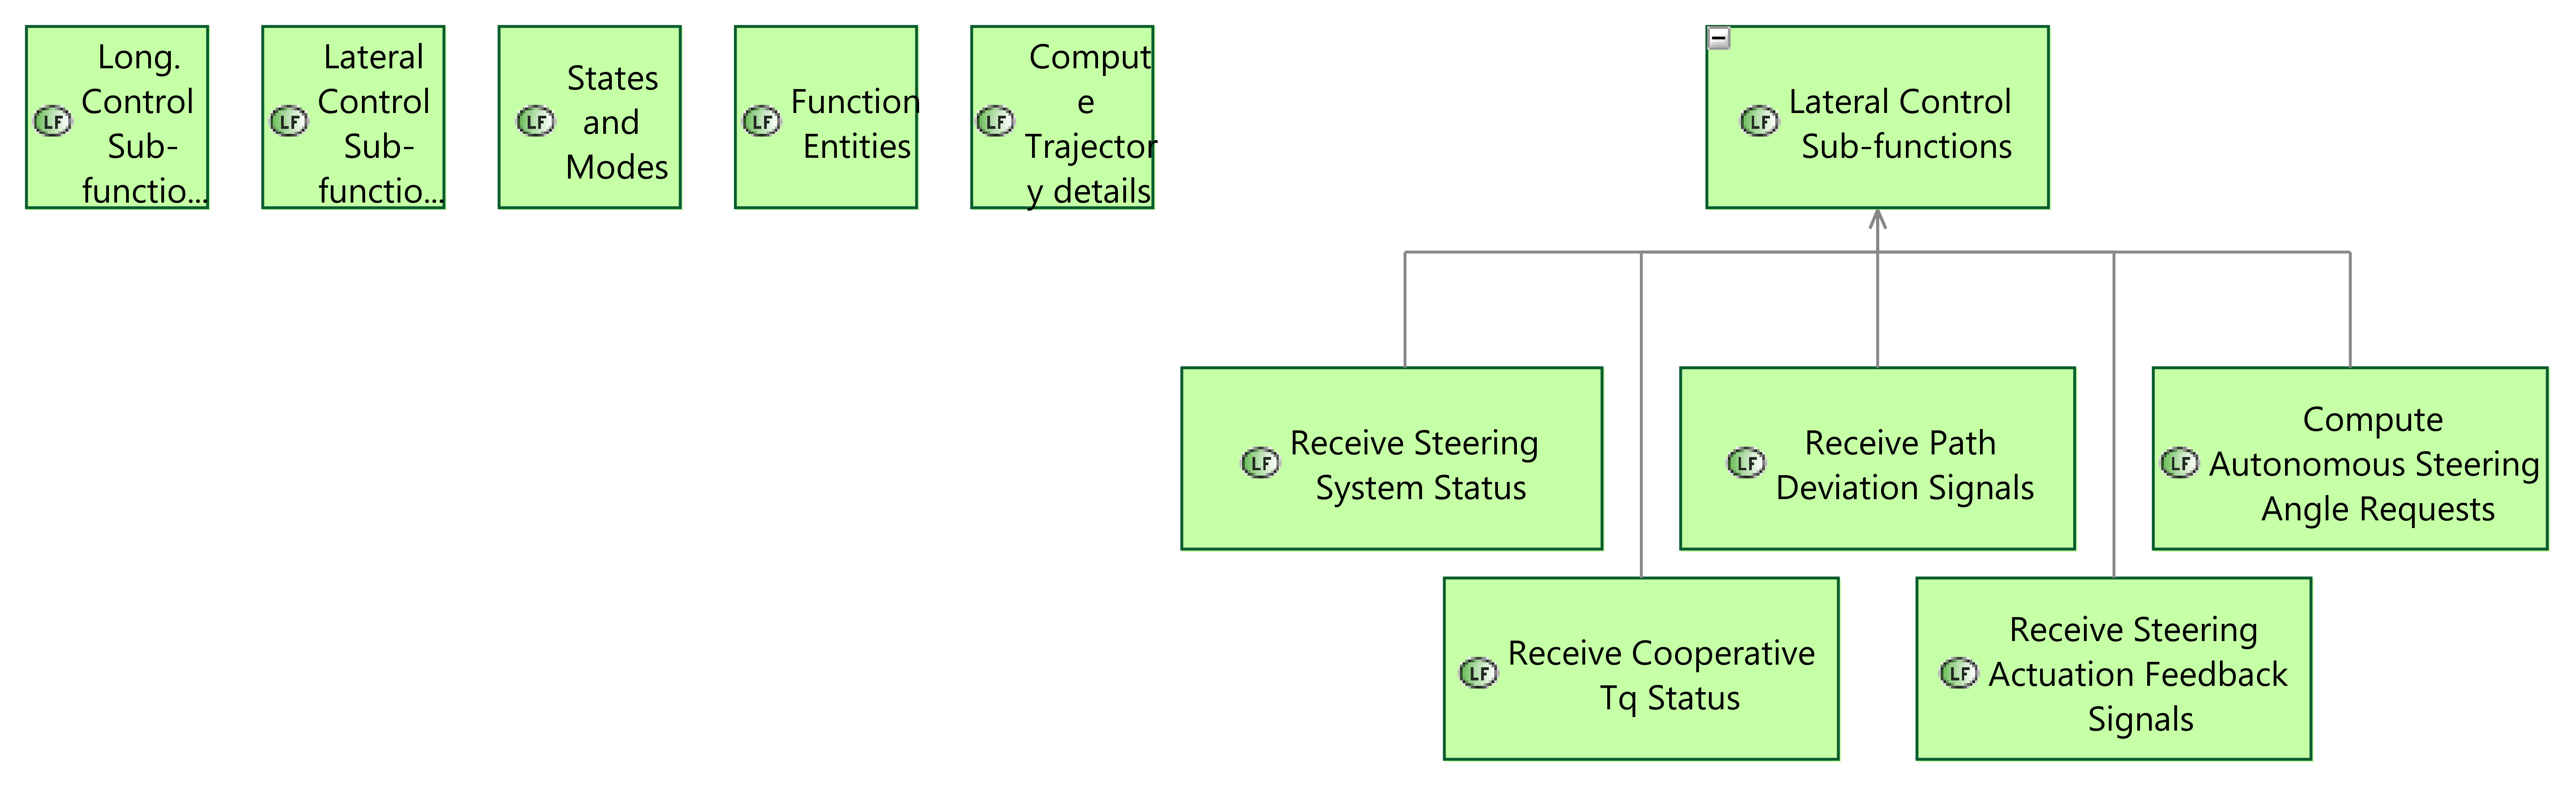 LF
Long.
Control
Sub-
functio...
LF
Lateral
Control
Sub-
functio...
LF
States
and
Modes
LF
Function
Entities
LF
Comput
e
Trajector
y details
LF
Lateral Control
Sub-functions
LF
Receive Steering
System Status
LF
Receive Path
Deviation Signals
LF
Compute
Autonomous Steering
Angle Requests
LF
Receive Cooperative
Tq Status
LF
Receive Steering
Actuation Feedback
Signals